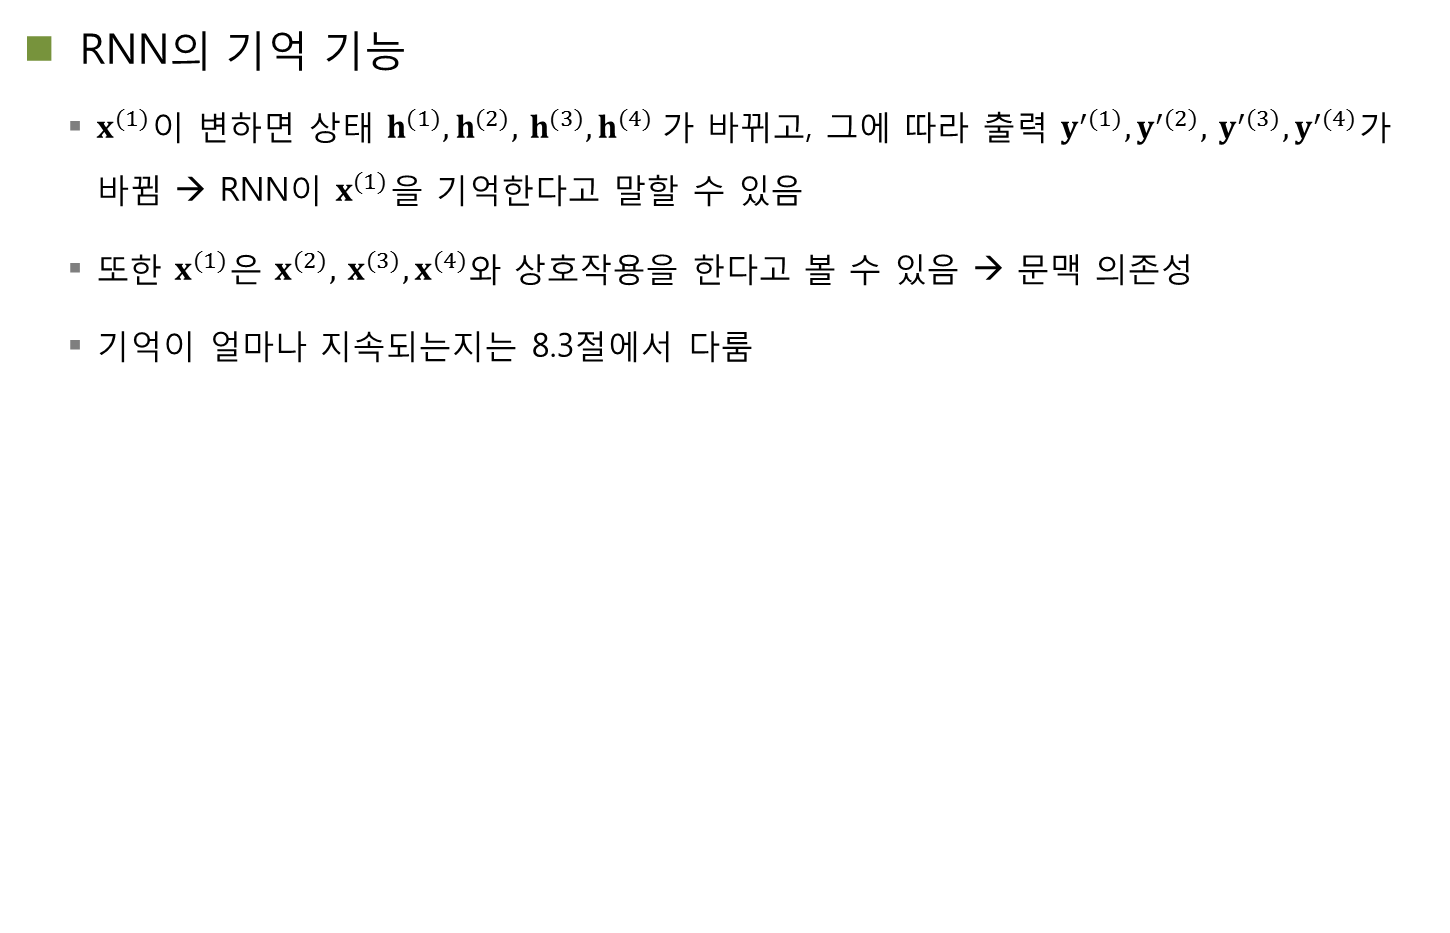 ■ RNN의 기억 기능
▪ 𝐱⁽¹⁾이 변하면 상태 𝐡⁽¹⁾, 𝐡⁽²⁾, 𝐡⁽³⁾, 𝐡⁽⁴⁾ 가 바뀌고, 그에 따라 출력 𝐲′⁽¹⁾, 𝐲′⁽²⁾, 𝐲′⁽³⁾, 𝐲′⁽⁴⁾가
바뀜 → RNN이 𝐱⁽¹⁾을 기억한다고 말할 수 있음
▪ 또한 𝐱⁽¹⁾은 𝐱⁽²⁾, 𝐱⁽³⁾, 𝐱⁽⁴⁾와 상호작용을 한다고 볼 수 있음 → 문맥 의존성
▪ 기억이 얼마나 지속되는지는 8.3절에서 다룸